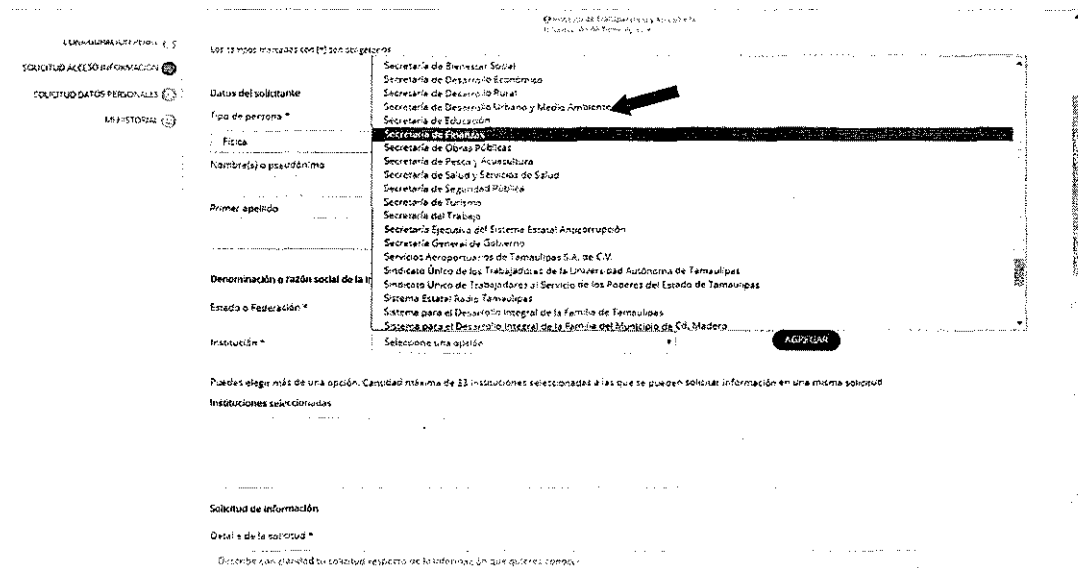 Instituto de Transparencia y
CONFIGURACIÓN PERFIL
Los campos marcados con (*) son obligatorios
SOLICITUD ACCESO INFORMACIÓN
SOLICITUD DATOS PERSONALES
MI HISTORIAL
Datos del solicitante
Tipo de persona *
Física
Nombre(s) o pseudónimo
Primer apellido
Denominación o razón social de la
Estado o Federación *
Secretaría de Bienestar Social
Secretaría de Desarrollo Económico
Secretaría de Desarrollo Rural
Secretaría de Desarrollo Urbano y Medio Ambiente
Secretaría de Educación
Secretaría de Finanzas
Secretaría de Obras Públicas
Secretaría de Pesca y Acuacultura
Secretaría de Salud y Servicios de Salud
Secretaría de Seguridad Pública
Secretaría de Turismo
Secretaría del Trabajo
Secretaría Ejecutiva del Sistema Estatal Anticorrupción
Secretaría General de Gobierno
Servicios Aeroportuarios de Tamaulipas S.A. de C.V.
Sindicato Único de los Trabajadores de la Universidad Autónoma de Tamaulipas
Sindicato Unico de Trabajadores al Servicio de los Poderes del Estado de Tamaulipas
Sistema Estatal Radio Tamaulipas
Sistema para el Desarrollo Integral de la Familia de Tamaulipas
Sistema para el Desarrollo Integral de la Familia del Municipio de Cd. Madero
Institución *
Seleccione una opción
AGREGAR
Puedes elegir más de una opción. Cantidad máxima de 33 instituciones seleccionadas a las que se pueden solicitar información en una misma solicitud
Instituciones seleccionadas
Solicitud de información
Detalle de la solicitud *
Describe con claridad tu solicitud respecto de la información que quieres conocer